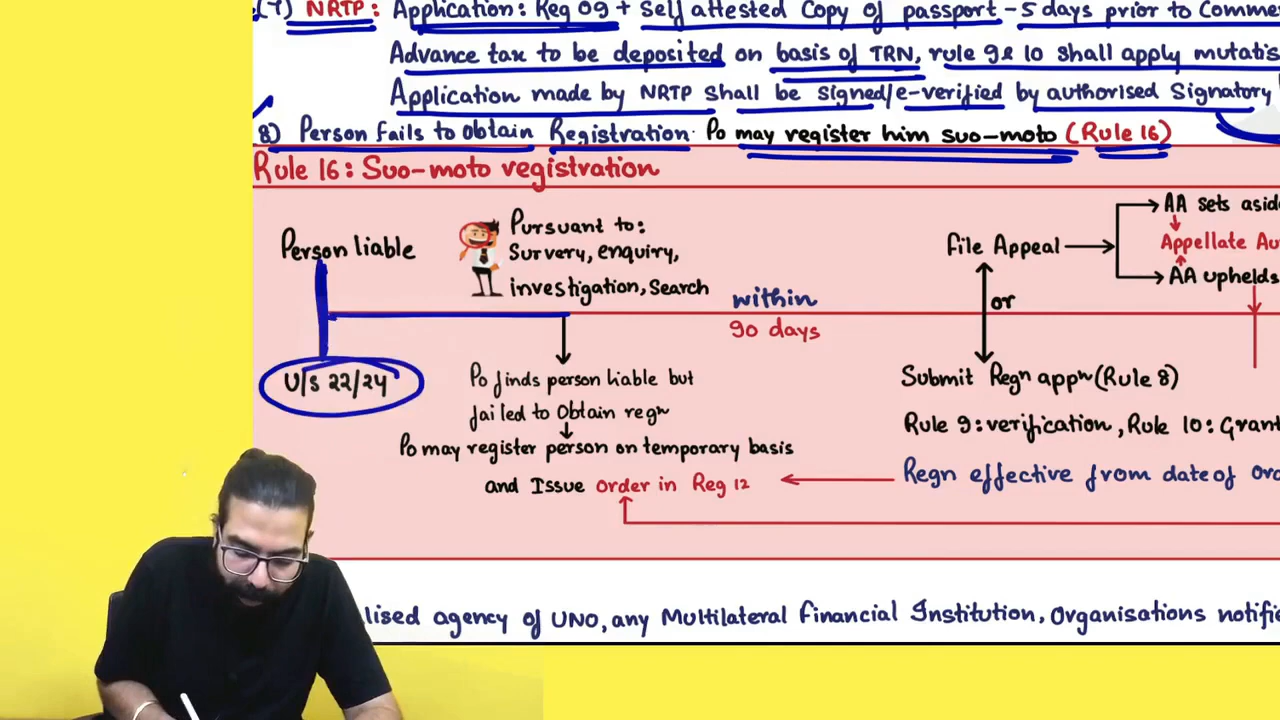 (7) NRTP: Application: Reg 09 + Self attested Copy of passport - 5 days prior to Comme
Advance tax to be deposited on basis of TRN, rule 9 & 10 shall apply mutatis
Application made by NRTP shall be signed/e-verified by authorised Signatory
8) Person Fails to obtain Registration. Po may register him suo-moto (Rule 16)
Rule 16: Suo-moto registration
Person liable
U/s 22/24
Pursuant to:
Survery, enquiry,
investigation, Search
within
90 days
Po finds person liable but
failed to Obtain regⁿ
Po may register person on temporary basis
and Issue order in Reg 12
File Appeal
or
AA sets asid
Appellate Au
AA upholds
Submit Regⁿ appⁿ (Rule 8)
Rule 9: verification, Rule 10: Grant
Regn effective from date of ord
lised agency of UNO, any Multilateral Financial Institution, Organisations notifi